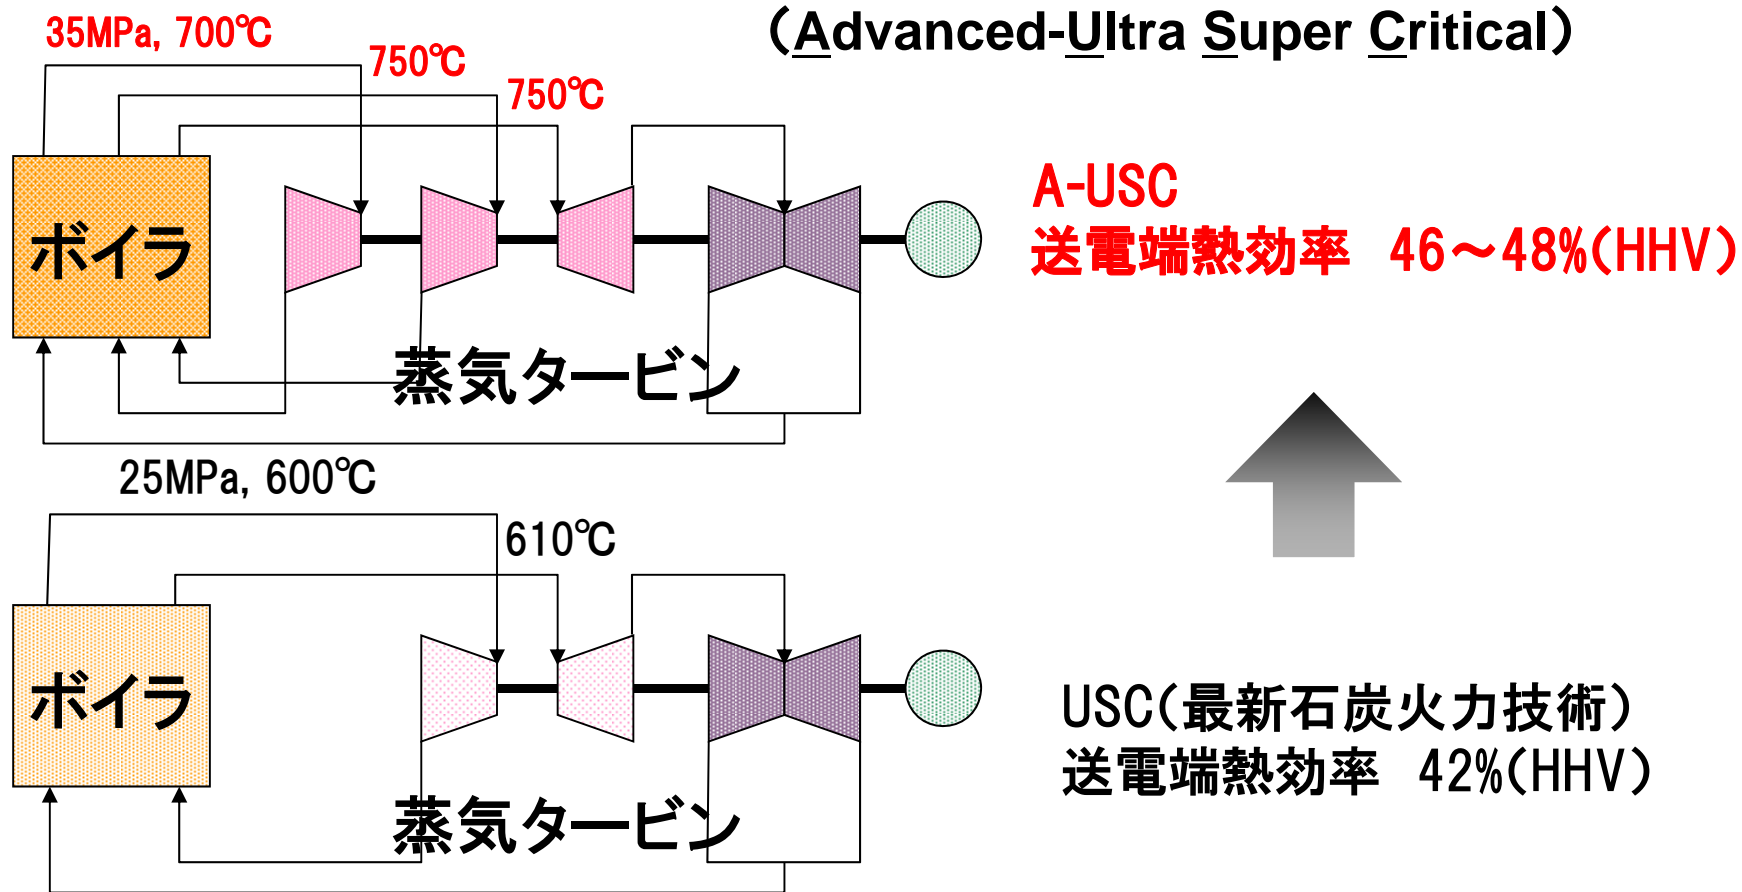 (Advanced-Ultra Super Critical)
35MPa, 700℃
750℃
750℃
ボイラ
蒸気タービン
A-USC
送電端熱効率 46～48%(HHV)
25MPa, 600℃
610℃
ボイラ
蒸気タービン
USC(最新石炭火力技術)
送電端熱効率 42%(HHV)